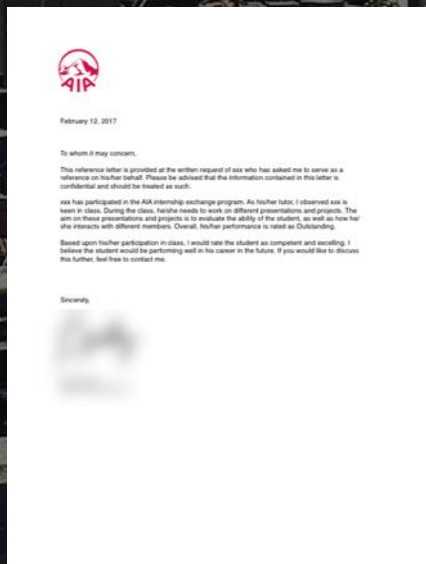 AIA
February 12, 2017
To whom it may concern,
This reference letter is provided at the written request of xxx who has asked me to serve as a
reference on his/her behalf. Please be advised that the information contained in this letter is
confidential and should be treated as such.
xxx has participated in the AIA internship exchange program. As his/her tutor, I observed xxx is
keen in class. During the class, he/she needs to work on different presentations and projects. The
aim on these presentations and projects is to evaluate the ability of the student, as well as how he/
she interacts with different members. Overall, his/her performance is rated as Outstanding.
Based upon his/her participation in class, I would rate the student as competent and excelling. I
believe the student would be performing well in his career in the future. If you would like to discuss
this further, feel free to contact me.
Sincerely,